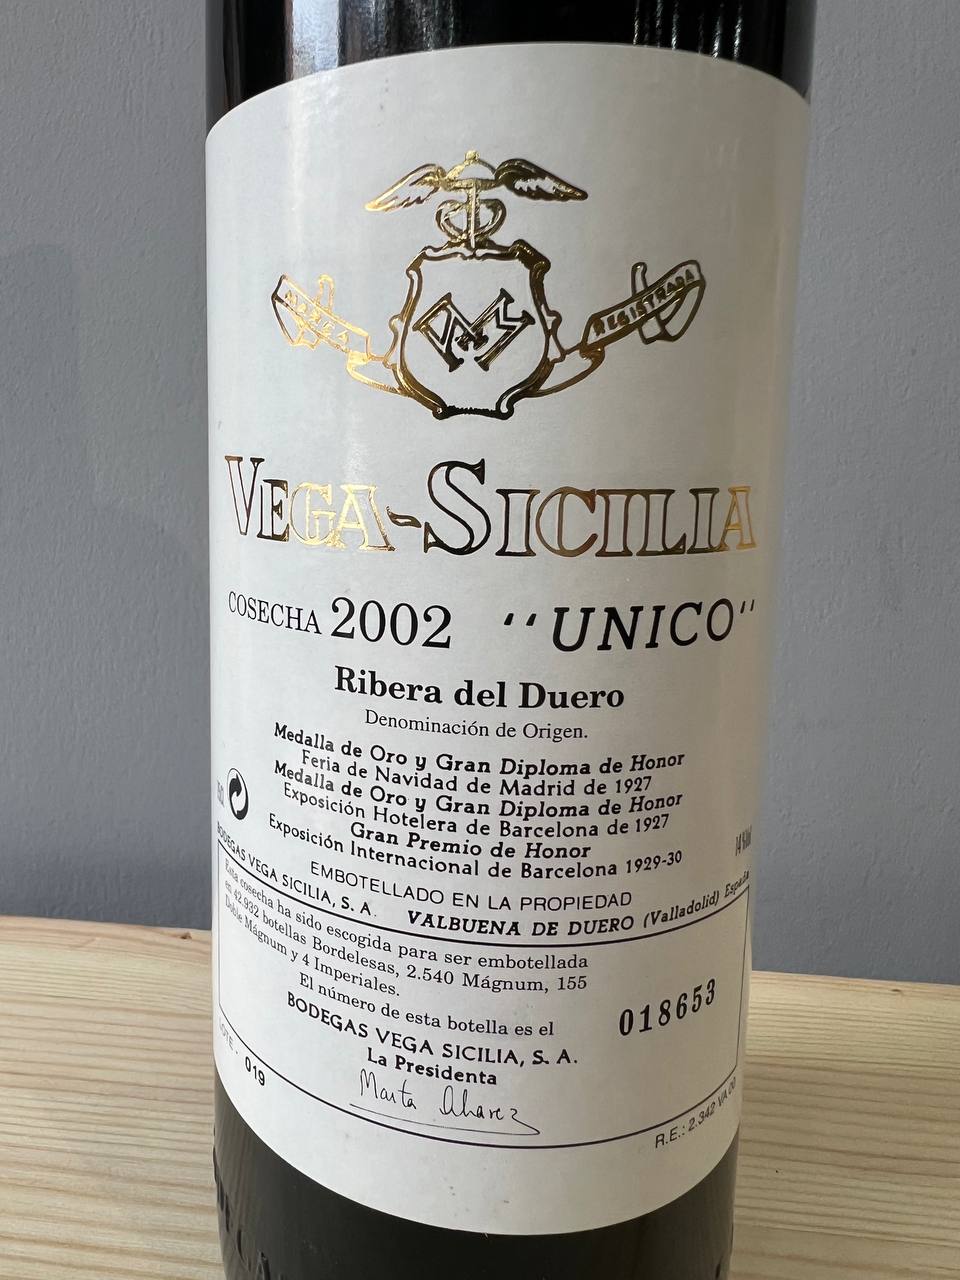 MARCA
REGISTRADA
VEGA-SICILIA
COSECHA 2002 "UNICO"
Ribera del Duero
Denominación de Origen.
Medalla de Oro y Gran Diploma de Honor
Feria de Navidad de Madrid de 1927
Medalla de Oro y Gran Diploma de Honor
Exposición Hotelera de Barcelona de 1927
Gran Premio de Honor
Exposición Internacional de Barcelona 1929-30
14%Vol
EMBOTELLADO EN LA PROPIEDAD
BODEGAS VEGA SICILIA, S. A. VALBUENA DE DUERO (Valladolid) España
Esta cosecha ha sido escogida para ser embotellada
en 42.932 botellas Bordelesas, 2.540 Mágnum, 155
Doble Mágnum y 4 Imperiales.
El número de esta botella es el 018653
BODEGAS VEGA SICILIA, S. A.
La Presidenta
Marta Alvarez
LOTE - 019
R.E.: 2.342 VA 00